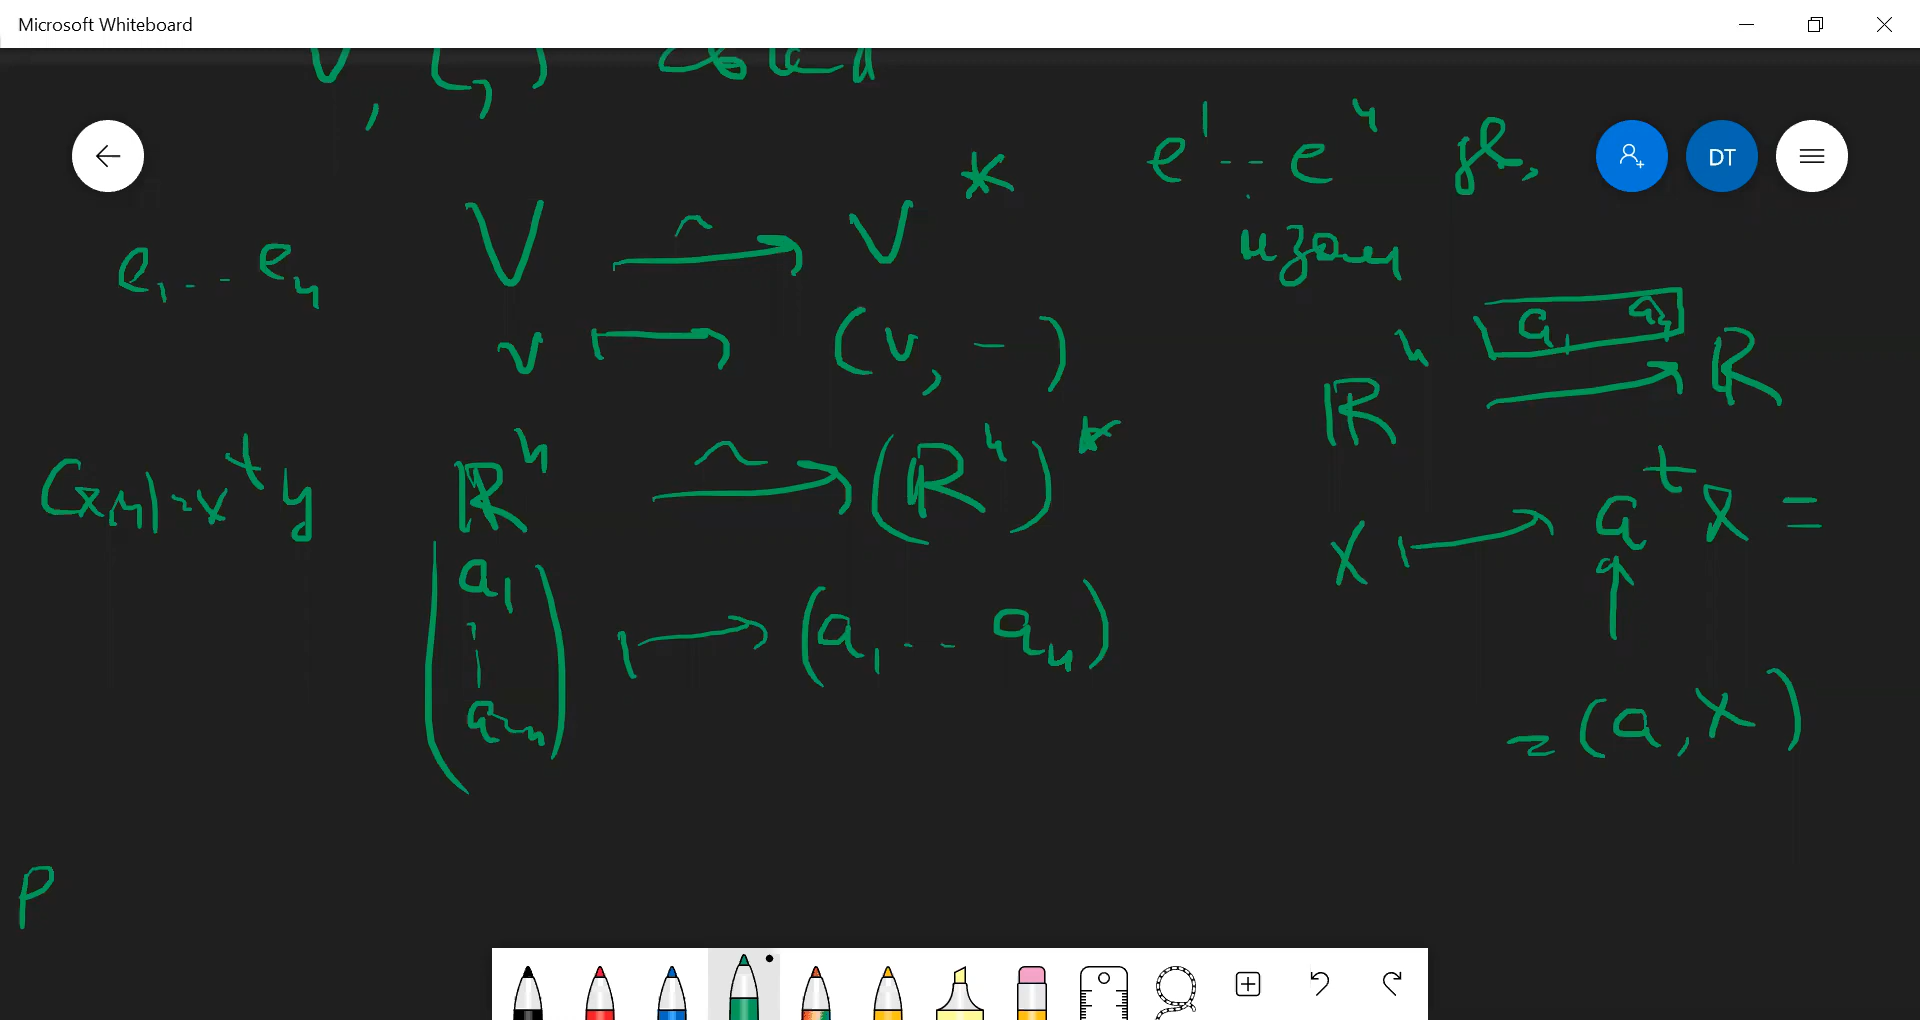 Microsoft Whiteboard
V, (,)
e¹ -- eⁿ
DT
e₁ -- eₙ V ~→ V*
изом
v ↦ (v, -)
a₁ aₙ
ℝⁿ → ℝ
(x,y) = xᵗy ℝⁿ ~→ (ℝⁿ)*
x ↦ aᵗx =
(a₁ ⋮ aₙ) ↦ (a₁ -- aₙ)
= (a, x)
P